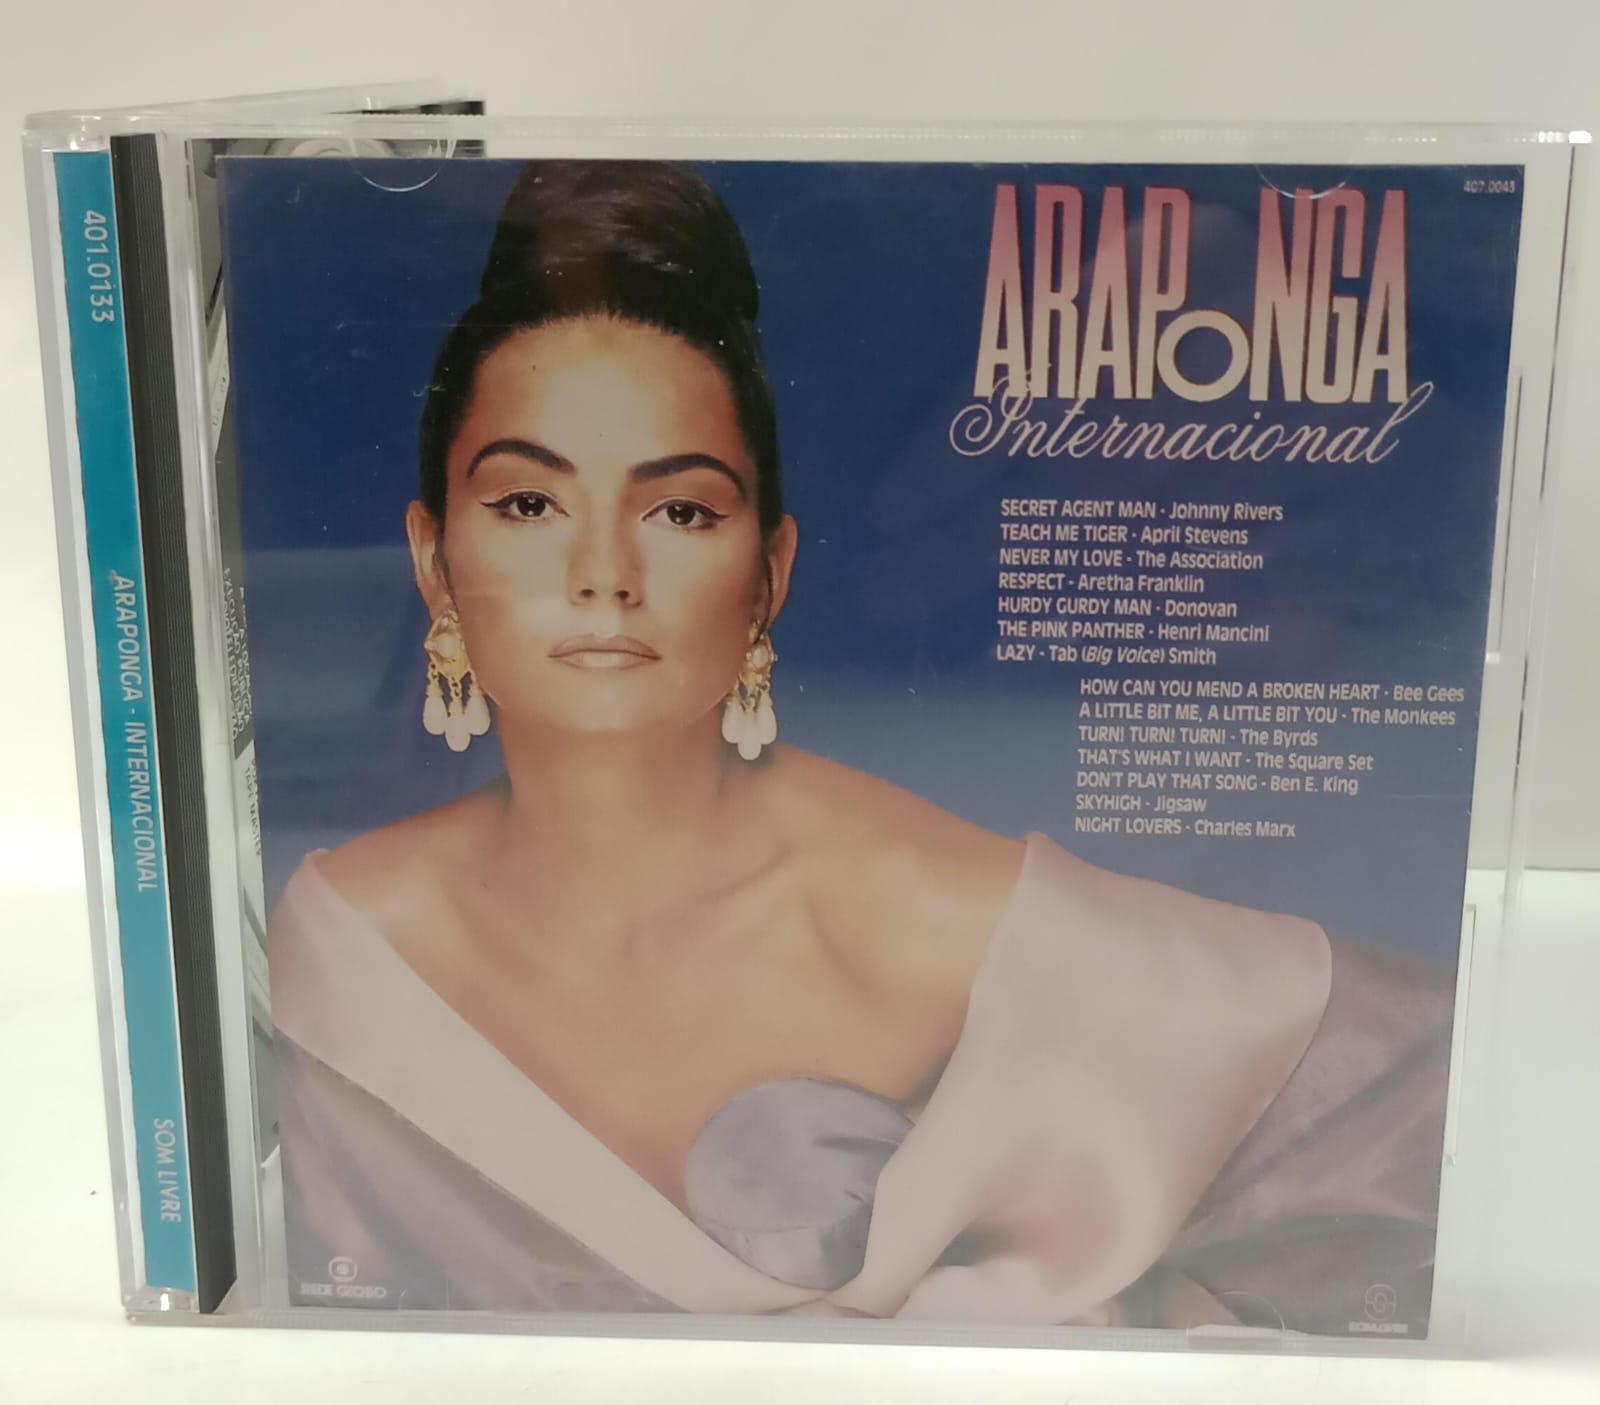 401.0133
ARAPONGA - INTERNACIONAL
SOM LIVRE
407.0043
ARAPONGA
Internacional
SECRET AGENT MAN - Johnny Rivers
TEACH ME TIGER - April Stevens
NEVER MY LOVE - The Association
RESPECT - Aretha Franklin
HURDY GURDY MAN - Donovan
THE PINK PANTHER - Henri Mancini
LAZY - Tab (Big Voice) Smith
HOW CAN YOU MEND A BROKEN HEART - Bee Gees
A LITTLE BIT ME, A LITTLE BIT YOU - The Monkees
TURN! TURN! TURN! - The Byrds
THAT'S WHAT I WANT - The Square Set
DON'T PLAY THAT SONG - Ben E. King
SKYHIGH - Jigsaw
NIGHT LOVERS - Charles Marx
REDE GLOBO
SOM LIVRE